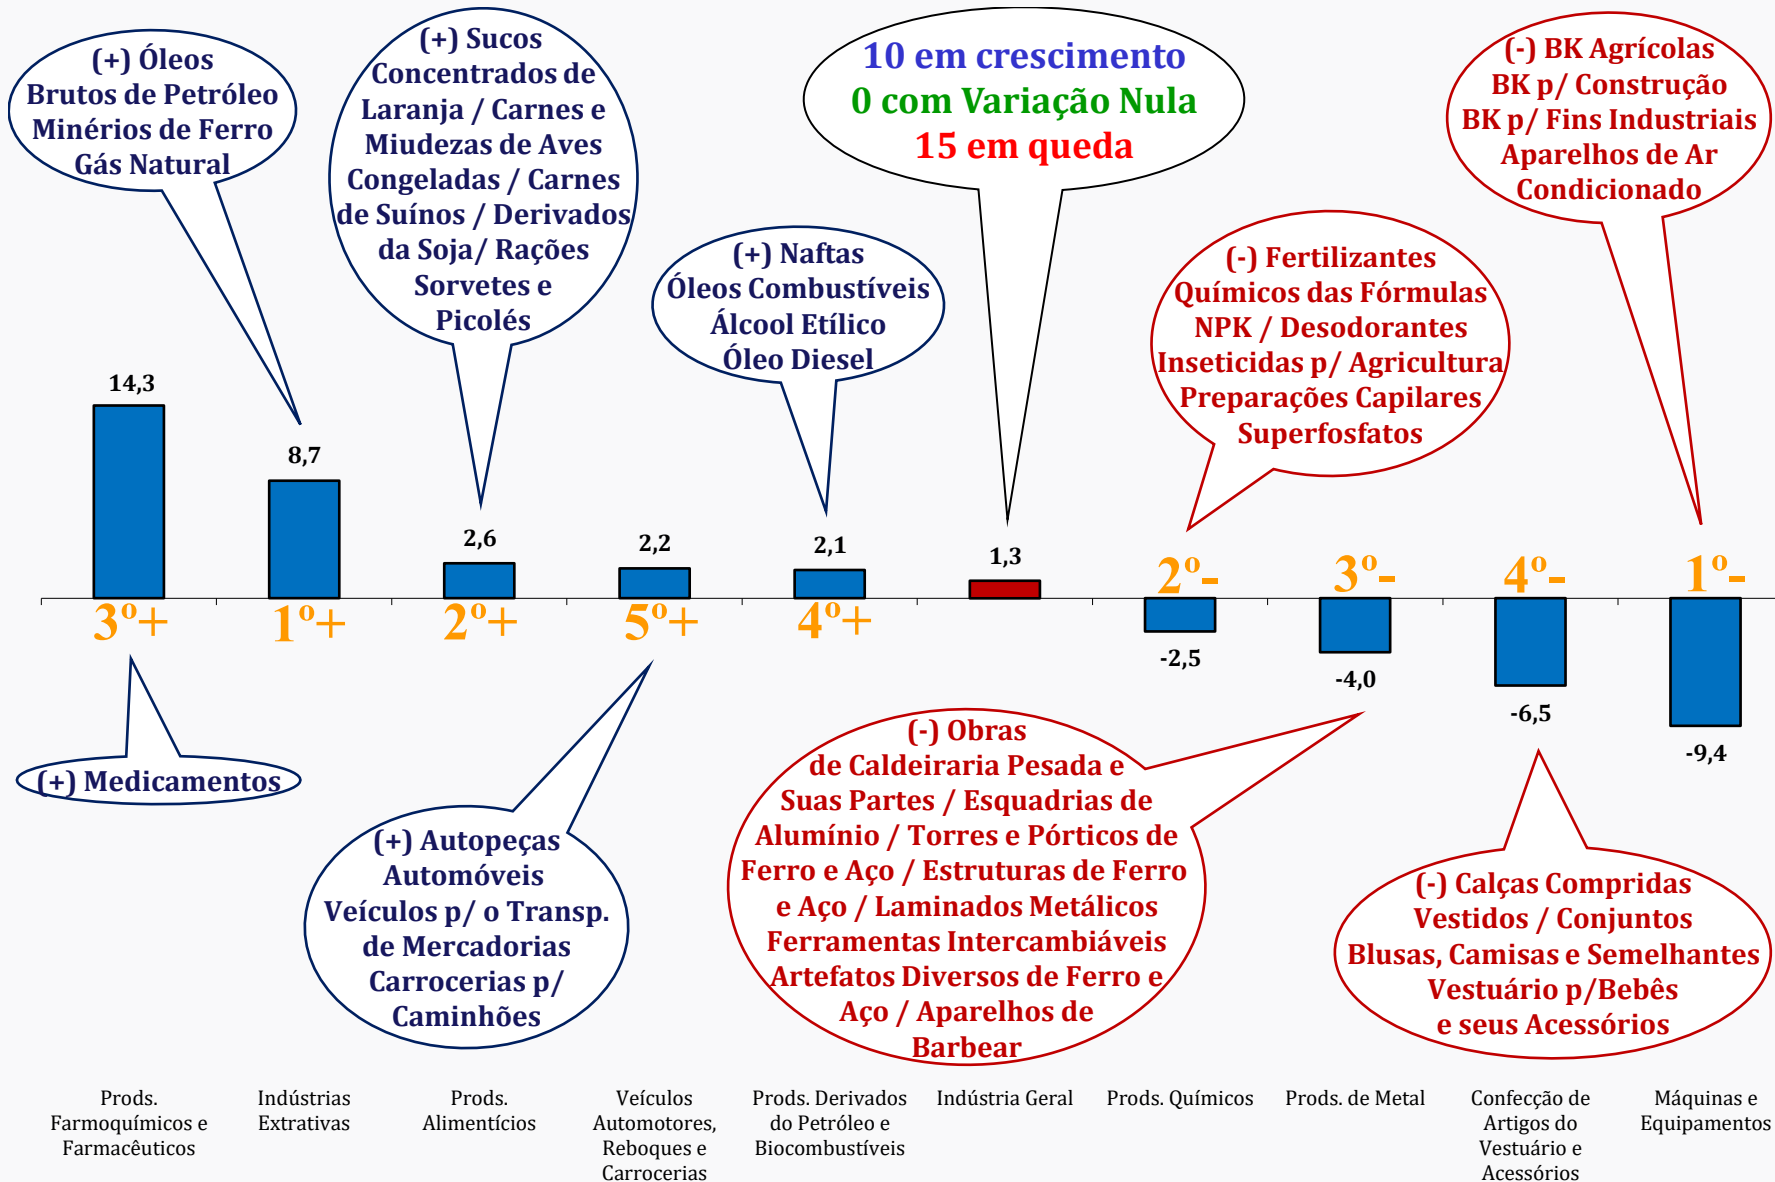 (+) Óleos
Brutos de Petróleo
Minérios de Ferro
Gás Natural
(+) Sucos
Concentrados de
Laranja / Carnes e
Miudezas de Aves
Congeladas / Carnes
de Suínos / Derivados
da Soja/ Rações
Sorvetes e
Picolés
10 em crescimento
0 com Variação Nula
15 em queda
(-) BK Agrícolas
BK p/ Construção
BK p/ Fins Industriais
Aparelhos de Ar
Condicionado
(+) Naftas
Óleos Combustíveis
Álcool Etílico
Óleo Diesel
(-) Fertilizantes
Químicos das Fórmulas
NPK / Desodorantes
Inseticidas p/ Agricultura
Preparações Capilares
Superfosfatos
14,3
8,7
2,6
2,2
2,1
1,3
2º-
3º-
4º-
1º-
3º+
1º+
2º+
5º+
4º+
-2,5
-4,0
-6,5
-9,4
(+) Medicamentos
(+) Autopeças
Automóveis
Veículos p/ o Transp.
de Mercadorias
Carrocerias p/
Caminhões
(-) Obras
de Caldeiraria Pesada e
Suas Partes / Esquadrias de
Alumínio / Torres e Pórticos de
Ferro e Aço / Estruturas de Ferro
e Aço / Laminados Metálicos
Ferramentas Intercambiáveis
Artefatos Diversos de Ferro e
Aço / Aparelhos de
Barbear
(-) Calças Compridas
Vestidos / Conjuntos
Blusas, Camisas e Semelhantes
Vestuário p/Bebês
e seus Acessórios
Prods.
Farmoquímicos e
Farmacêuticos
Indústrias
Extrativas
Prods.
Alimentícios
Veículos
Automotores,
Reboques e
Carrocerias
Prods. Derivados
do Petróleo e
Biocombustíveis
Indústria Geral
Prods. Químicos
Prods. de Metal
Confecção de
Artigos do
Vestuário e
Acessórios
Máquinas e
Equipamentos